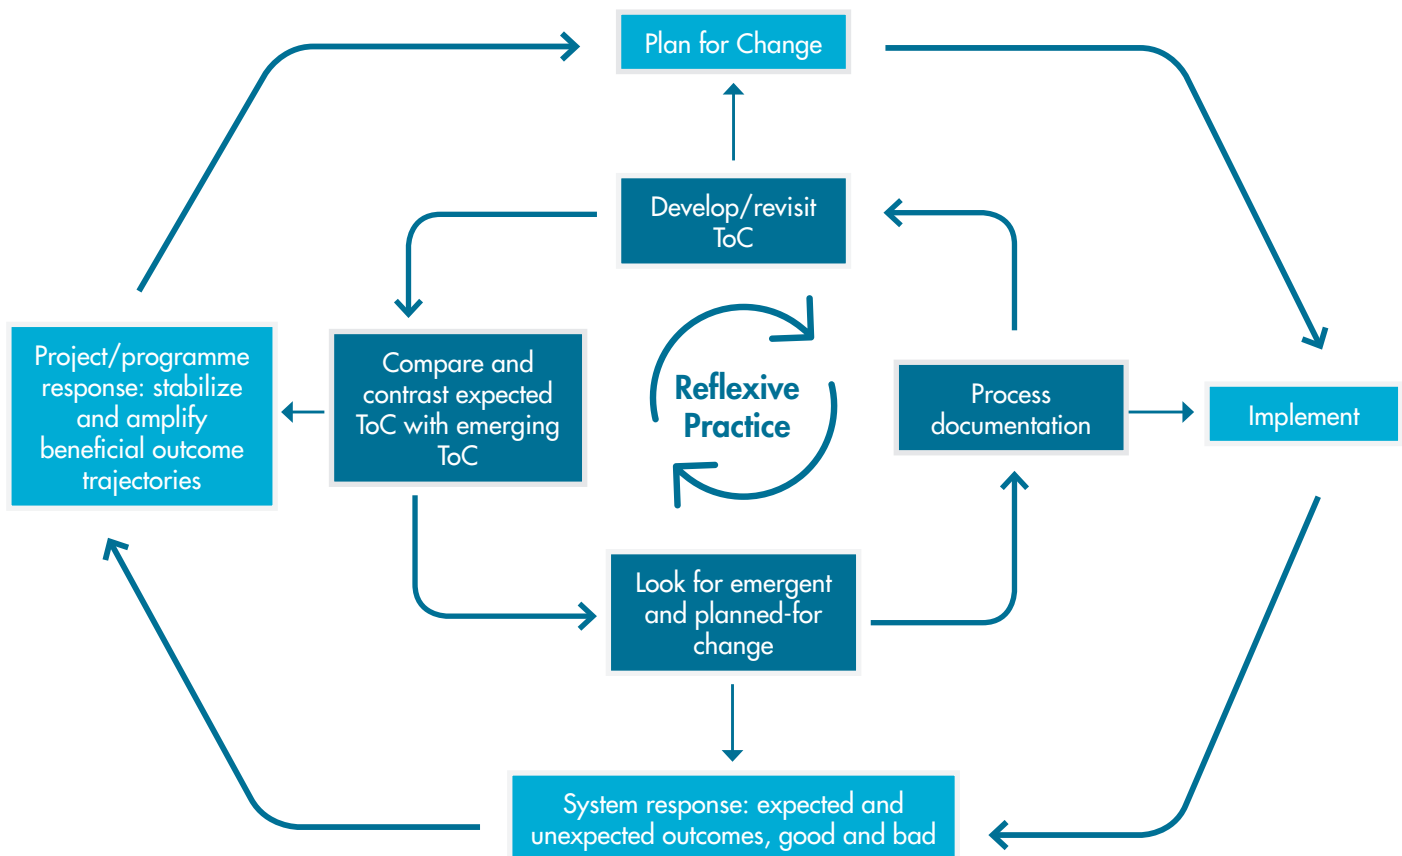 Plan for Change
Develop/revisit
ToC
Project/programme
response: stabilize
and amplify
beneficial outcome
trajectories
Compare and
contrast expected
ToC with emerging
ToC
Reflexive
Practice
Process
documentation
Implement
Look for emergent
and planned-for
change
System response: expected and
unexpected outcomes, good and bad